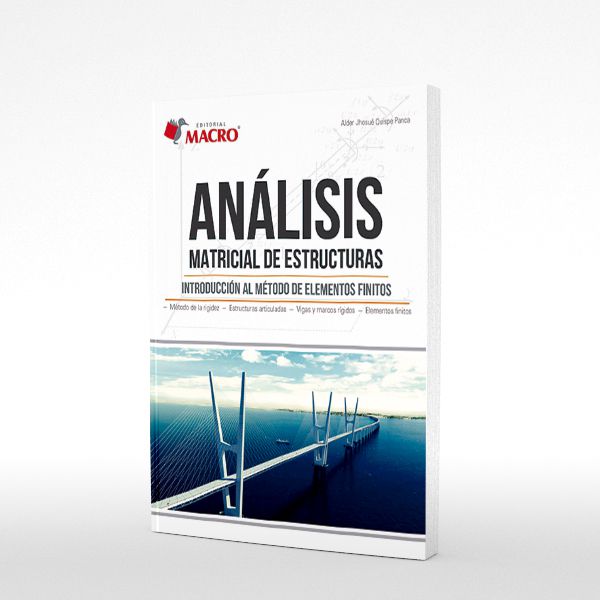 EDITORIAL
MACRO®
Alder Jhosué Quispe Panca
ANÁLISIS
MATRICIAL DE ESTRUCTURAS
INTRODUCCIÓN AL MÉTODO DE ELEMENTOS FINITOS
– Método de la rigidez – Estructuras articuladas – Vigas y marcos rígidos – Elementos finitos